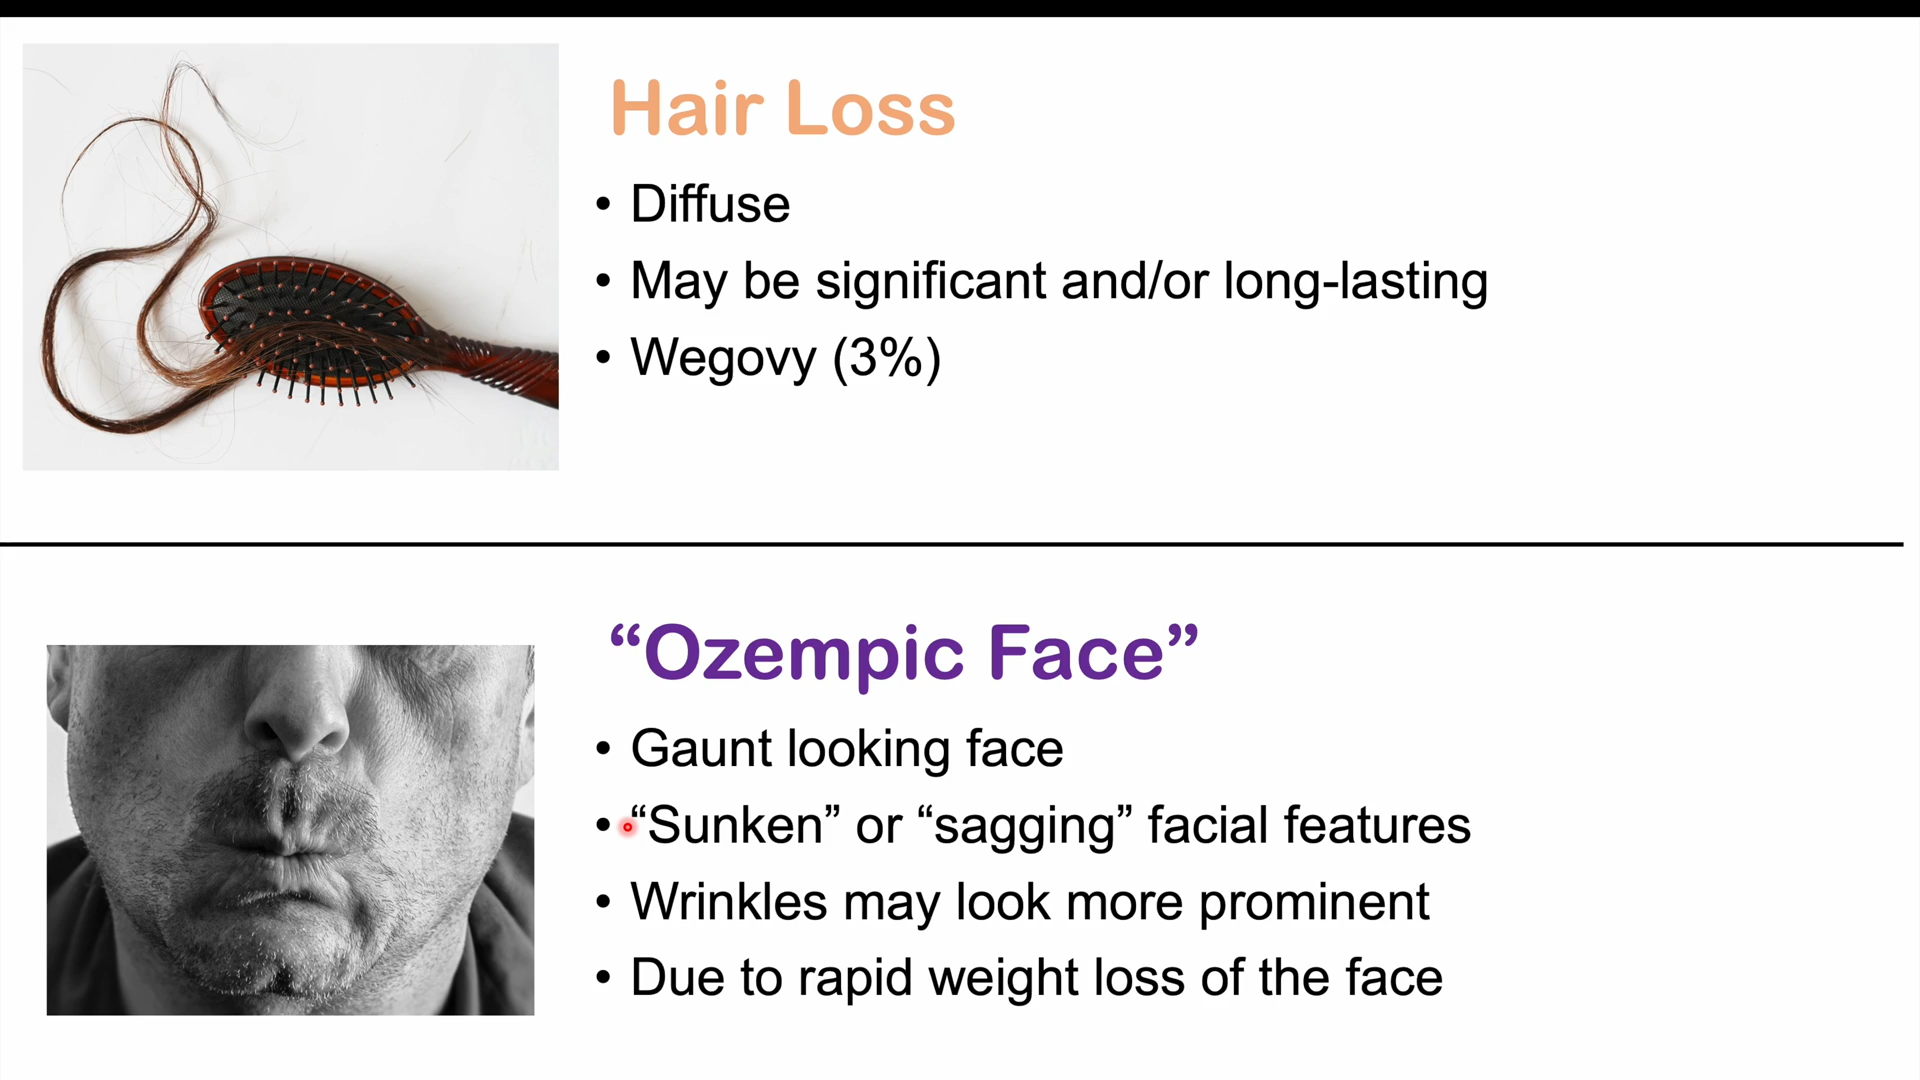 Hair Loss
• Diffuse
• May be significant and/or long-lasting
• Wegovy (3%)
“Ozempic Face”
• Gaunt looking face
• “Sunken” or “sagging” facial features
• Wrinkles may look more prominent
• Due to rapid weight loss of the face